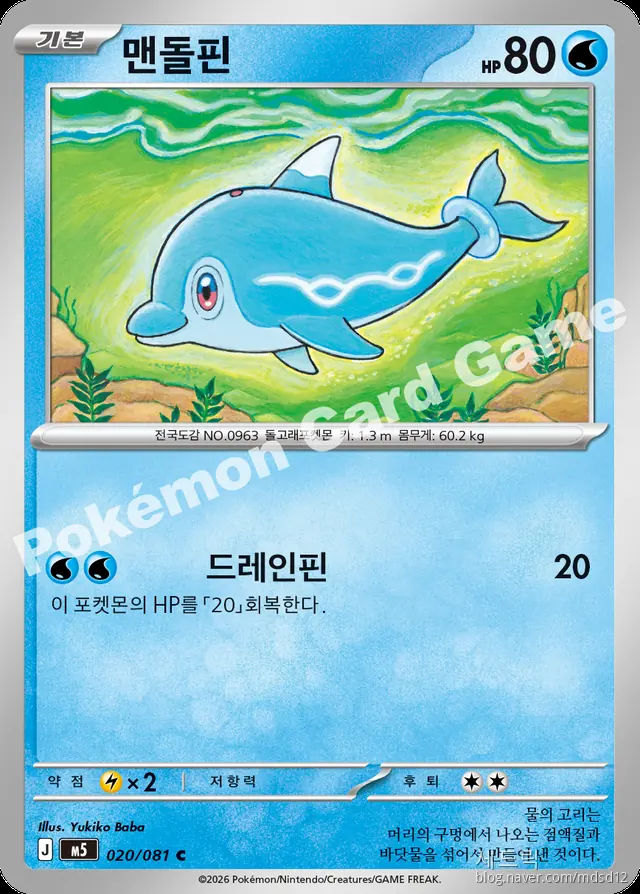 기본
맨돌핀
HP 80
전국도감 NO.0963 돌고래포켓몬 키: 1.3 m 몸무게: 60.2 kg
Pokémon Card Game
드레인핀 20
이 포켓몬의 HP를 「20」회복한다.
약점 ×2 저항력 후퇴
물의 고리는
머리의 구멍에서 나오는 점액질과
바닷물을 섞어서 만들어 낸 것이다.
Illus. Yukiko Baba
J M5 020/081 C
©2026 Pokémon/Nintendo/Creatures/GAME FREAK.
blog.naver.com/mdsd12